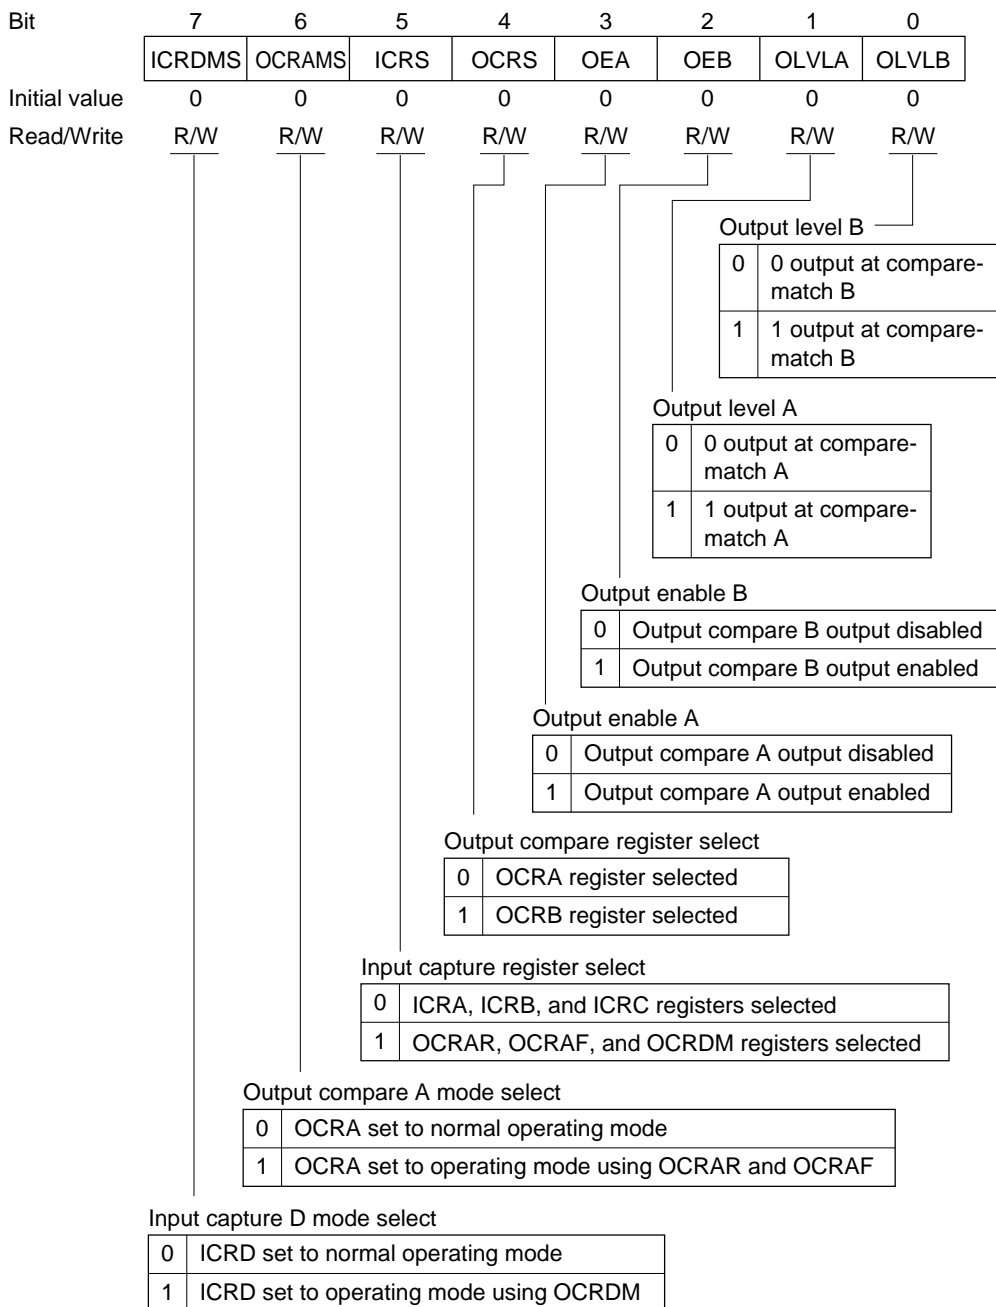 Bit 7 6 5 4 3 2 1 0
ICRDMS OCRAMS ICRS OCRS OEA OEB OLVLA OLVLB
Initial value 0 0 0 0 0 0 0 0
Read/Write R/W R/W R/W R/W R/W R/W R/W R/W
Output level B
0 0 output at compare-
match B
1 1 output at compare-
match B
Output level A
0 0 output at compare-
match A
1 1 output at compare-
match A
Output enable B
0 Output compare B output disabled
1 Output compare B output enabled
Output enable A
0 Output compare A output disabled
1 Output compare A output enabled
Output compare register select
0 OCRA register selected
1 OCRB register selected
Input capture register select
0 ICRA, ICRB, and ICRC registers selected
1 OCRAR, OCRAF, and OCRDM registers selected
Output compare A mode select
0 OCRA set to normal operating mode
1 OCRA set to operating mode using OCRAR and OCRAF
Input capture D mode select
0 ICRD set to normal operating mode
1 ICRD set to operating mode using OCRDM